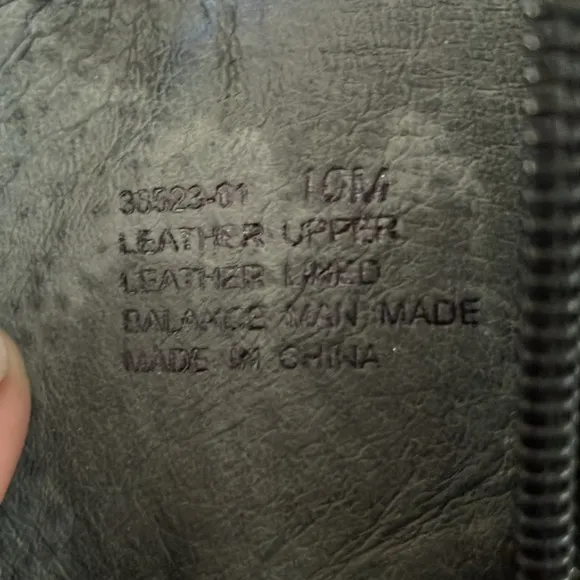 36523-01 10M
LEATHER UPPER
LEATHER LINED
BALANCE MAN MADE
MADE IN CHINA